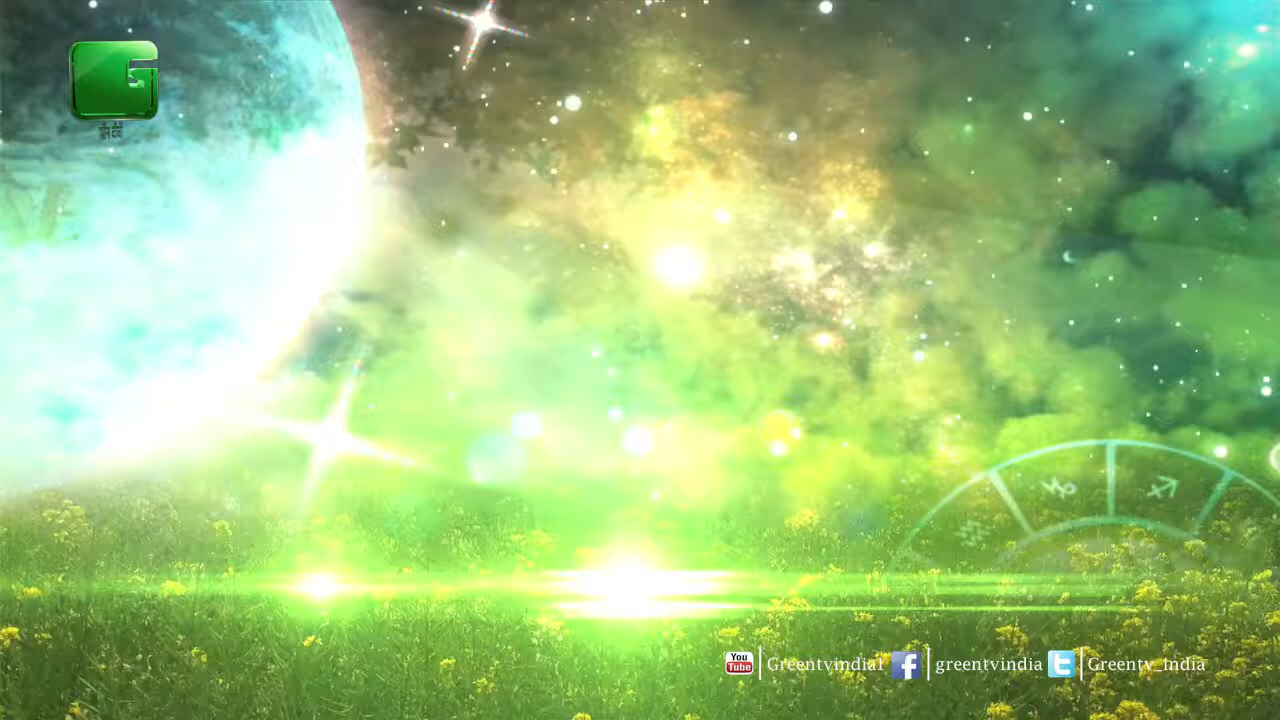 ग्रीन टीवी
You Tube Greentvindia1 f greentvindia t Greentv_India